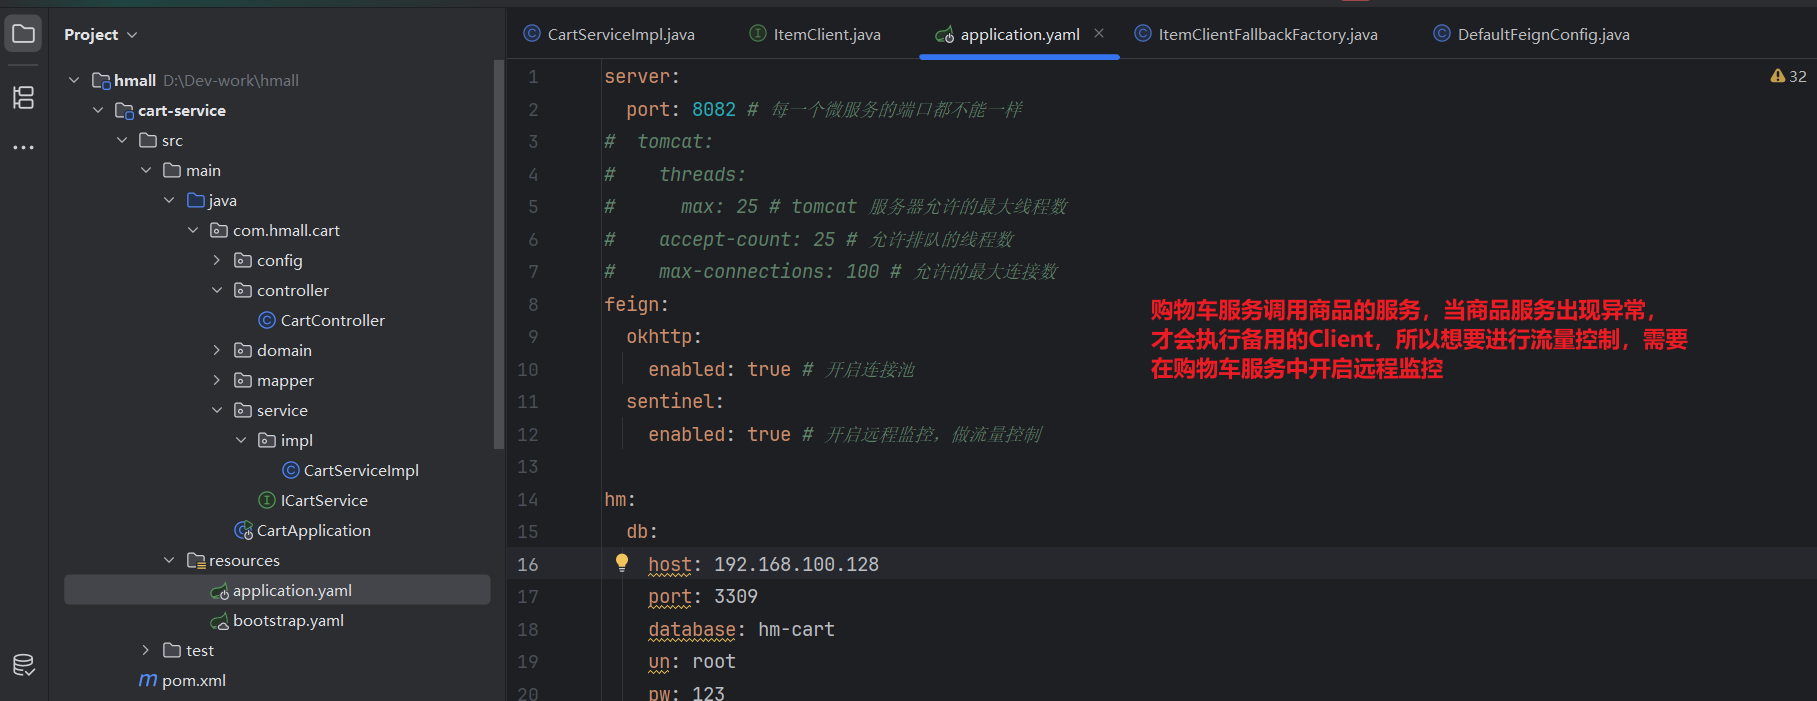 Project
CartServiceImpl.java
ItemClient.java
application.yaml
ItemClientFallbackFactory.java
DefaultFeignConfig.java
hmall D:\Dev-work\hmall
cart-service
src
main
java
com.hmall.cart
config
controller
CartController
domain
mapper
service
impl
CartServiceImpl
ICartService
CartApplication
resources
application.yaml
bootstrap.yaml
test
pom.xml
32
1 server:
2 port: 8082 # 每一个微服务的端口都不能一样
3 # tomcat:
4 # threads:
5 # max: 25 # tomcat 服务器允许的最大线程数
6 # accept-count: 25 # 允许排队的线程数
7 # max-connections: 100 # 允许的最大连接数
8 feign:
9 okhttp:
10 enabled: true # 开启连接池
11 sentinel:
12 enabled: true # 开启远程监控，做流量控制
13
14 hm:
15 db:
16 host: 192.168.100.128
17 port: 3309
18 database: hm-cart
19 un: root
20 pw: 123
购物车服务调用商品的服务，当商品服务出现异常，
才会执行备用的Client，所以想要进行流量控制，需要
在购物车服务中开启远程监控